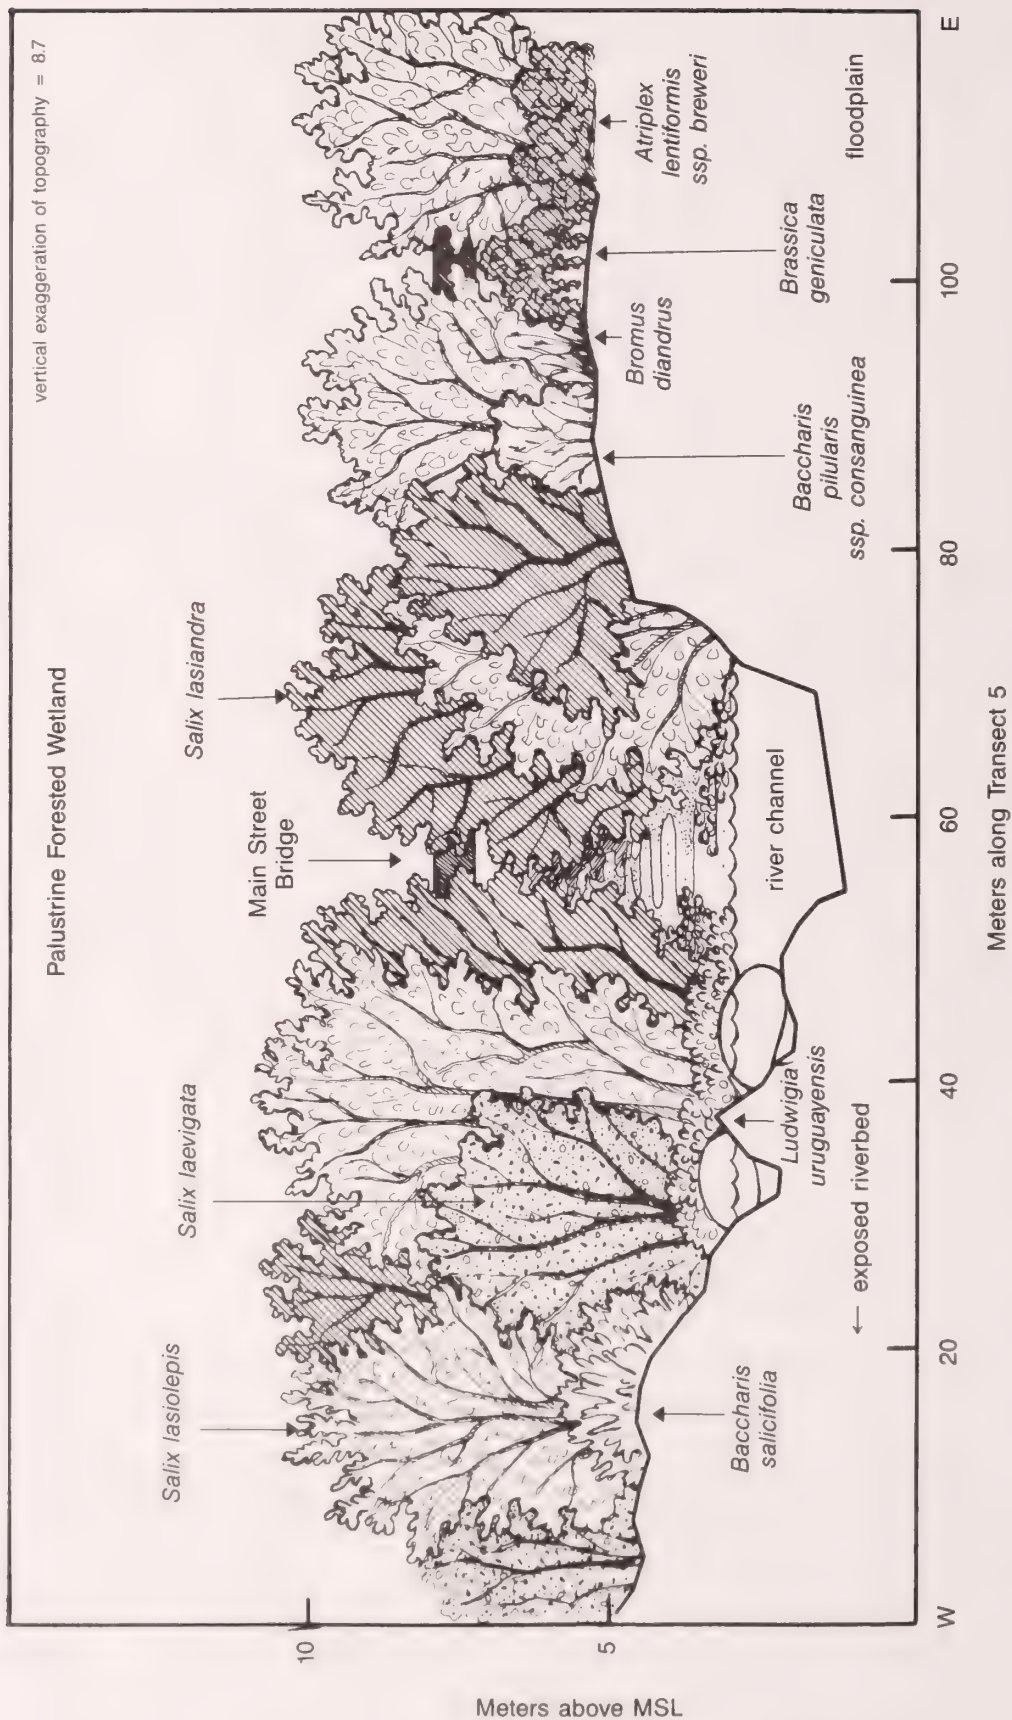 Palustrine Forested Wetland
vertical exaggeration of topography = 8.7
Salix lasiolepis
Salix laevigata
Main Street
Bridge
Salix lasiandra
10
5
Meters above MSL
Baccharis
salicifolia
Ludwigia
uruguayensis
← exposed riverbed
river channel
Baccharis
pilularis
ssp. consanguinea
Bromus
diandrus
Brassica
geniculata
Atriplex
lentiformis
ssp. breweri
floodplain
W
20
40
60
80
100
E
Meters along Transect 5